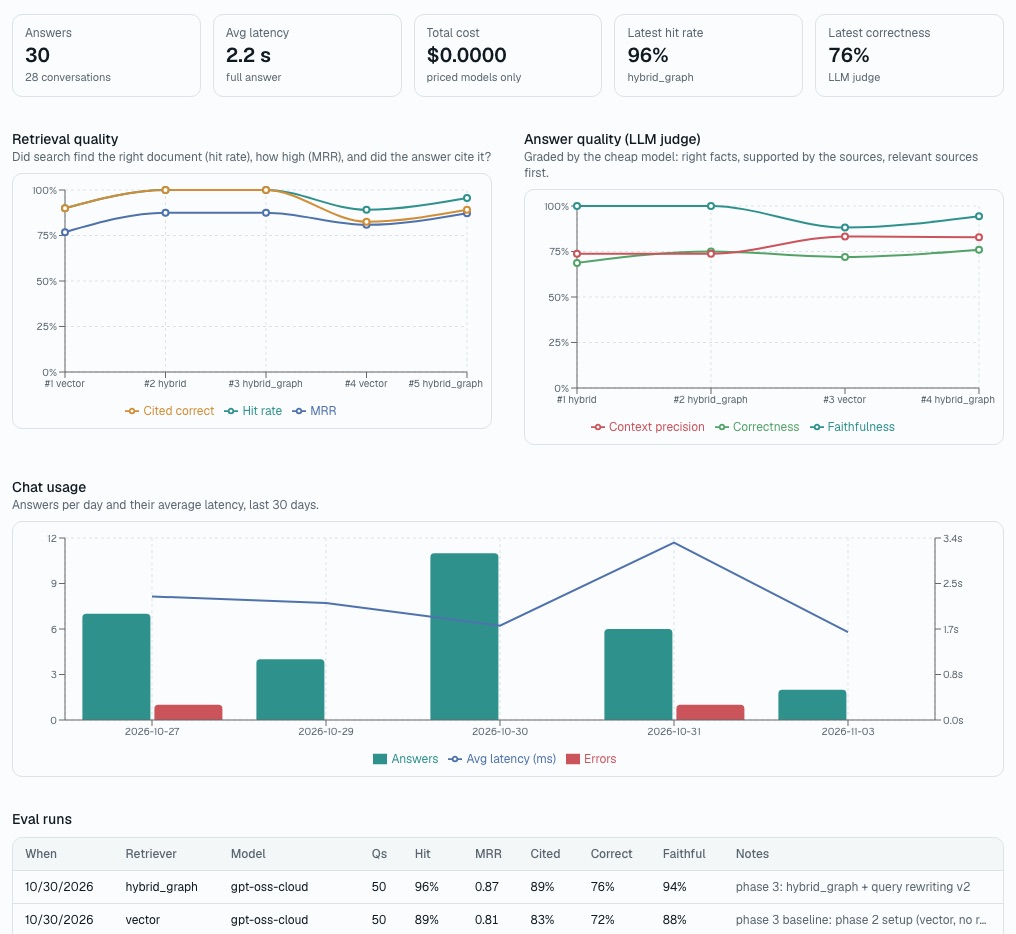 Answers
30
28 conversations
Avg latency
2.2 s
full answer
Total cost
$0.0000
priced models only
Latest hit rate
96%
hybrid_graph
Latest correctness
76%
LLM judge
Retrieval quality
Did search find the right document (hit rate), how high (MRR), and did the answer cite it?
100%
75%
50%
25%
0%
#1 vector
#2 hybrid
#3 hybrid_graph
#4 vector
#5 hybrid_graph
Cited correct
Hit rate
MRR
Answer quality (LLM judge)
Graded by the cheap model: right facts, supported by the sources, relevant sources
first.
100%
75%
50%
25%
0%
#1 hybrid
#2 hybrid_graph
#3 vector
#4 hybrid_graph
Context precision
Correctness
Faithfulness
Chat usage
Answers per day and their average latency, last 30 days.
12
9
6
3
0
3.4s
2.5s
1.7s
0.8s
0.0s
2026-10-27
2026-10-29
2026-10-30
2026-10-31
2026-11-03
Answers
Avg latency (ms)
Errors
Eval runs
When Retriever Model Qs Hit MRR Cited Correct Faithful Notes
10/30/2026 hybrid_graph gpt-oss-cloud 50 96% 0.87 89% 76% 94% phase 3: hybrid_graph + query rewriting v2
10/30/2026 vector gpt-oss-cloud 50 89% 0.81 83% 72% 88% phase 3 baseline: phase 2 setup (vector, no r...